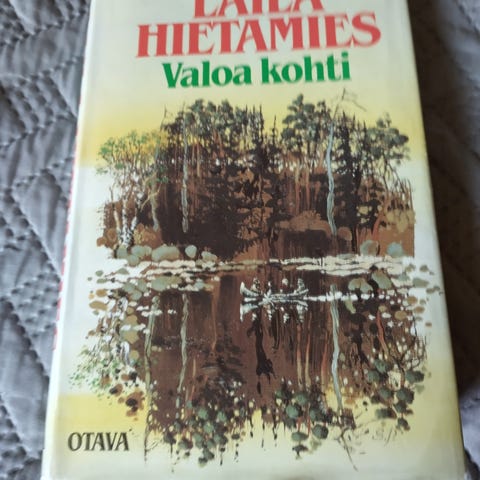 LAILA
HIETAMIES
Valoa kohti
OTAVA